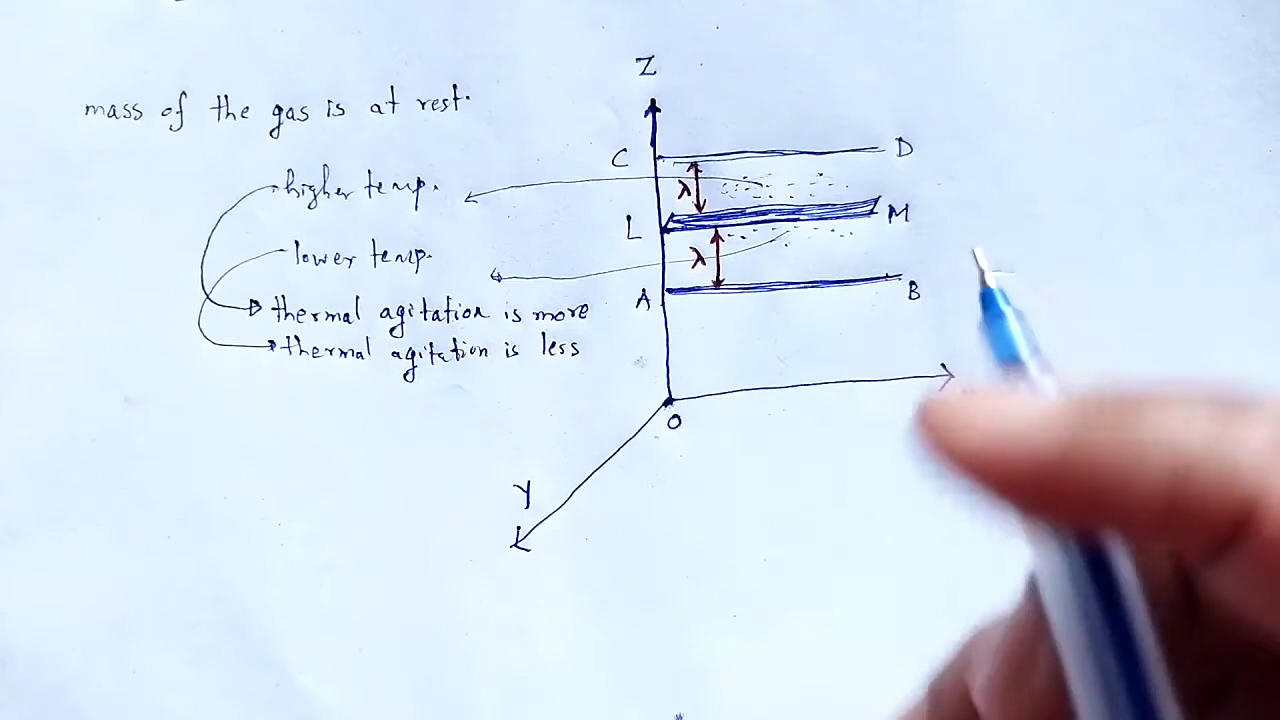 mass of the gas is at rest.
higher temp.
lower temp.
thermal agitation is more
thermal agitation is less
Z
C
D
λ
L
M
λ
A
B
O
Y